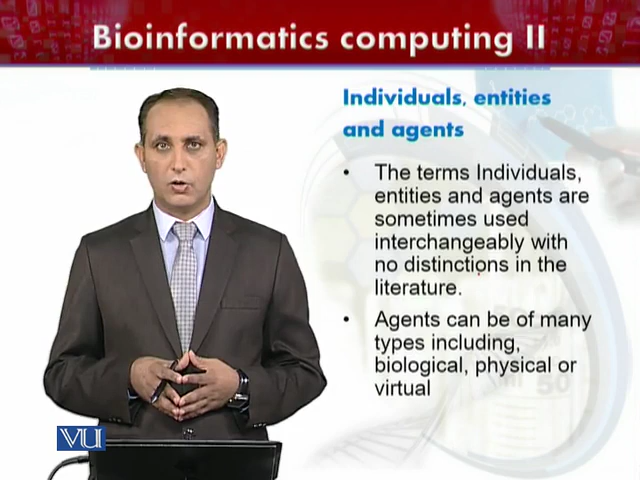 Bioinformatics computing II
Individuals, entities
and agents
• The terms Individuals,
entities and agents are
sometimes used
interchangeably with
no distinctions in the
literature.
• Agents can be of many
types including,
biological, physical or
virtual
VU
50